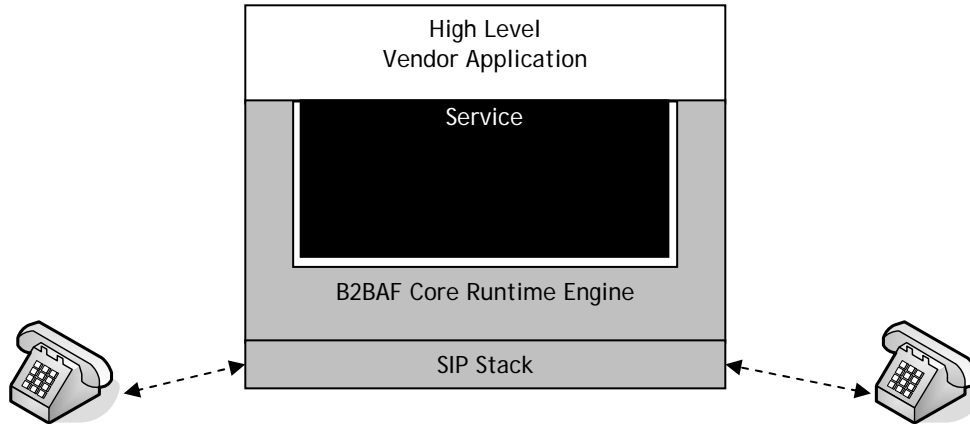 High Level
Vendor Application
Service
B2BAF Core Runtime Engine
SIP Stack